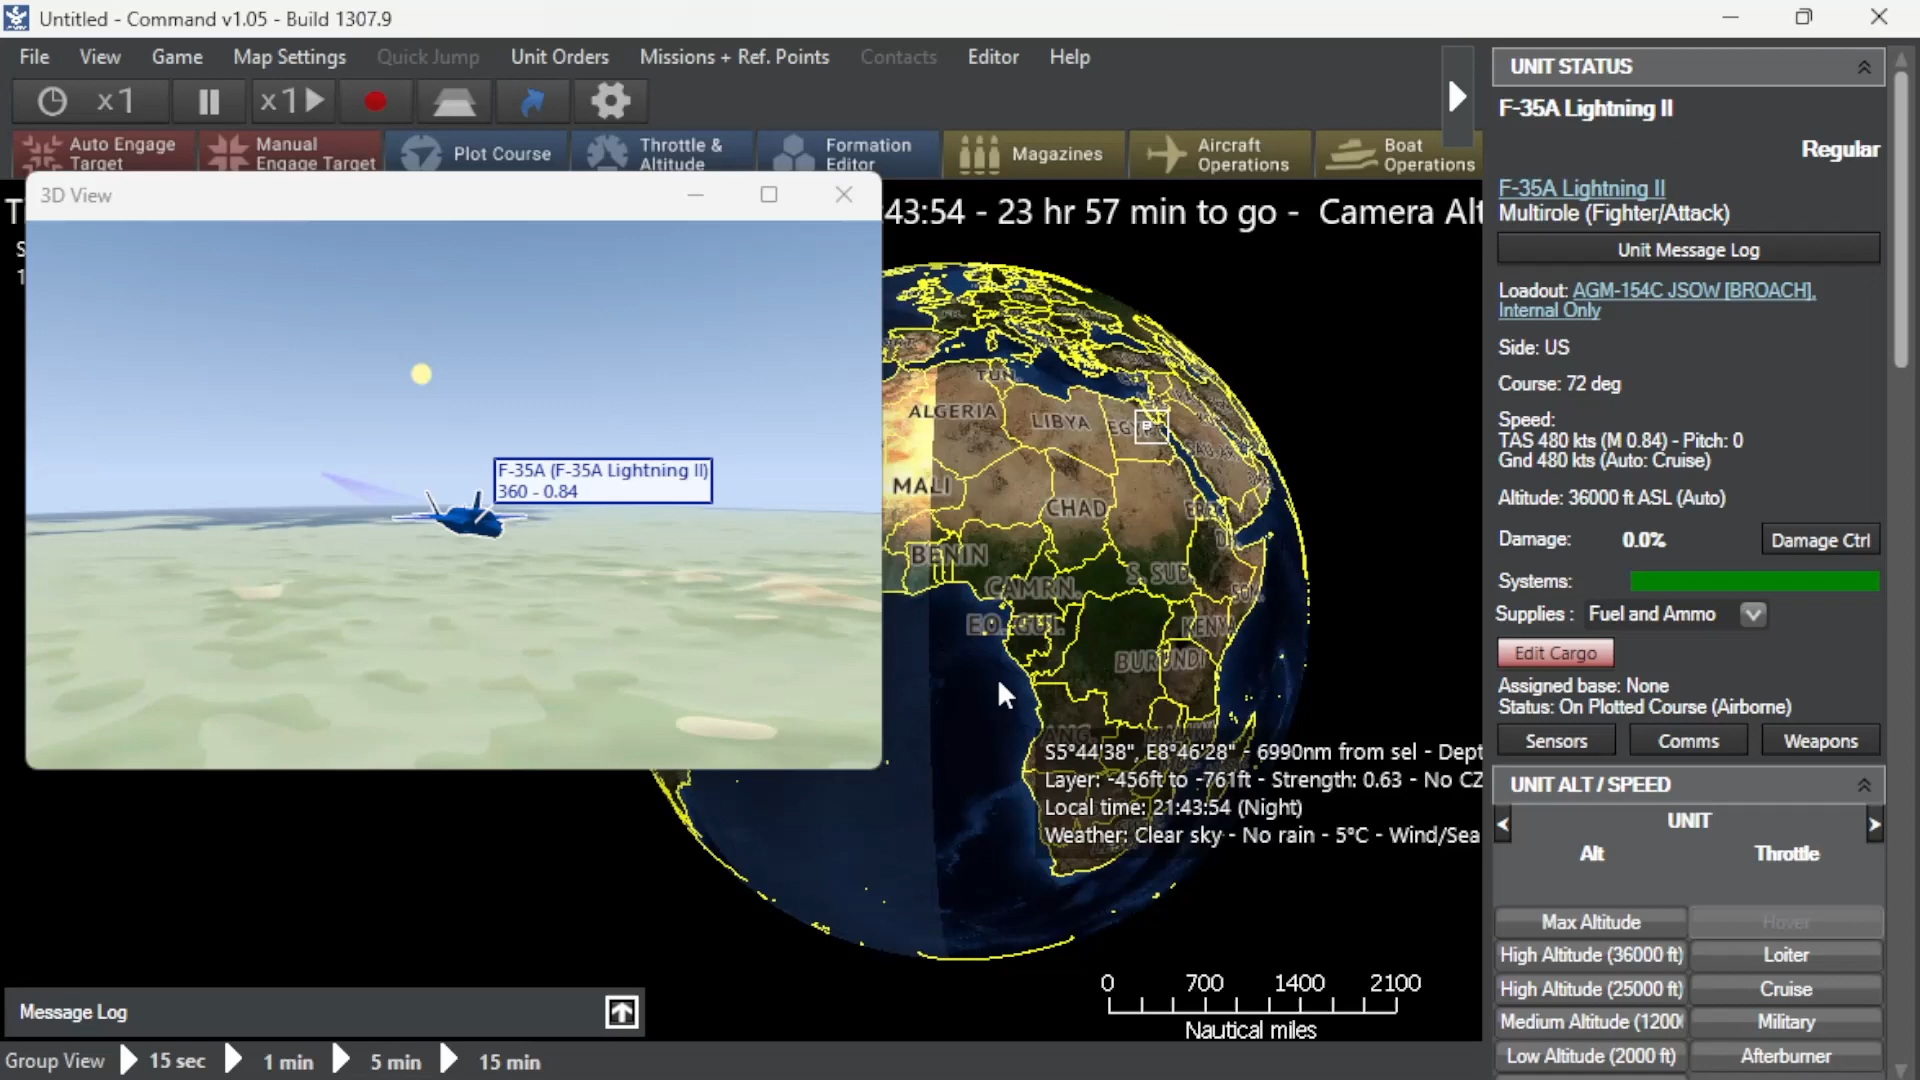 Untitled - Command v1.05 - Build 1307.9
File View Game Map Settings Quick Jump Unit Orders Missions + Ref. Points Contacts Editor Help
x1 x1
Auto Engage Target
Manual Engage Target
Plot Course
Throttle & Altitude
Formation Editor
Magazines
Aircraft Operations
Boat Operations
3D View
43:54 - 23 hr 57 min to go - Camera Alt
F-35A (F-35A Lightning II)
360 - 0.84
TUN.
ALGERIA
LIBYA
MALI
CHAD
BENIN
S. SUD.
CAMRN.
EQ. GUI.
KENYA
BURUNDI
ANG.
S5°44'38", E8°46'28" - 6990nm from sel - Dept
Layer: -456ft to -761ft - Strength: 0.63 - No CZ
Local time: 21:43:54 (Night)
Weather: Clear sky - No rain - 5°C - Wind/Sea
0 700 1400 2100
Nautical miles
Message Log
Group View 15 sec 1 min 5 min 15 min
UNIT STATUS
F-35A Lightning II
Regular
F-35A Lightning II
Multirole (Fighter/Attack)
Unit Message Log
Loadout: AGM-154C JSOW [BROACH],
Internal Only
Side: US
Course: 72 deg
Speed:
TAS 480 kts (M 0.84) - Pitch: 0
Gnd 480 kts (Auto: Cruise)
Altitude: 36000 ft ASL (Auto)
Damage: 0.0% Damage Ctrl
Systems:
Supplies : Fuel and Ammo
Edit Cargo
Assigned base: None
Status: On Plotted Course (Airborne)
Sensors Comms Weapons
UNIT ALT / SPEED
< UNIT >
Alt Throttle
Max Altitude Hover
High Altitude (36000 ft) Loiter
High Altitude (25000 ft) Cruise
Medium Altitude (1200 Military
Low Altitude (2000 ft) Afterburner